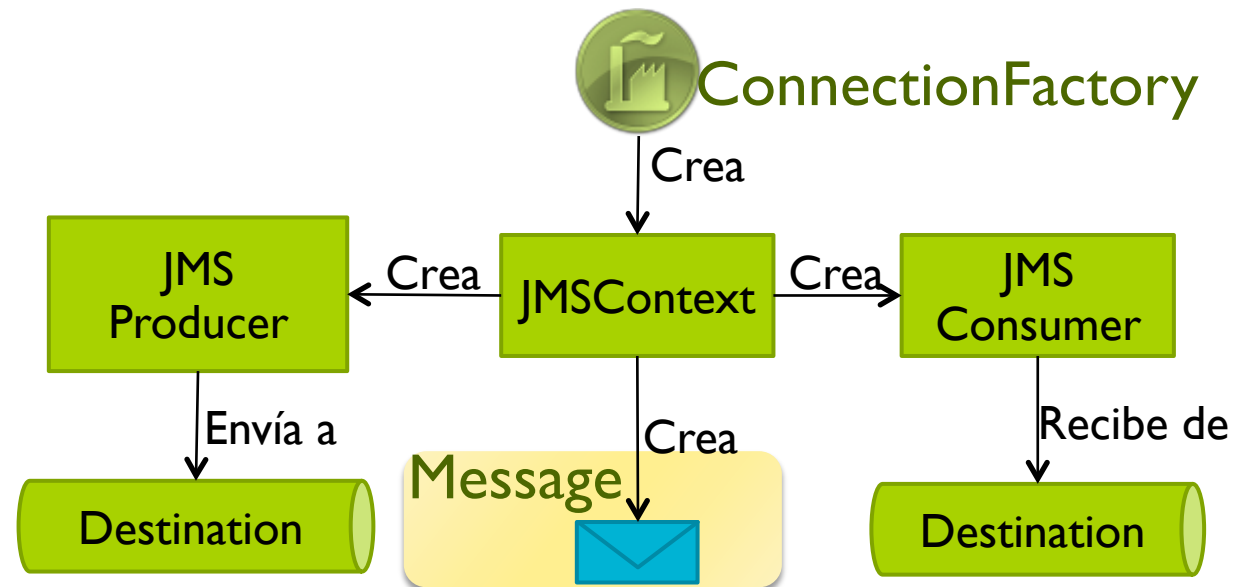 ConnectionFactory
Crea
JMS
Producer
Crea
JMSContext
Crea
JMS
Consumer
Envía a
Crea
Recibe de
Destination
Message
Destination